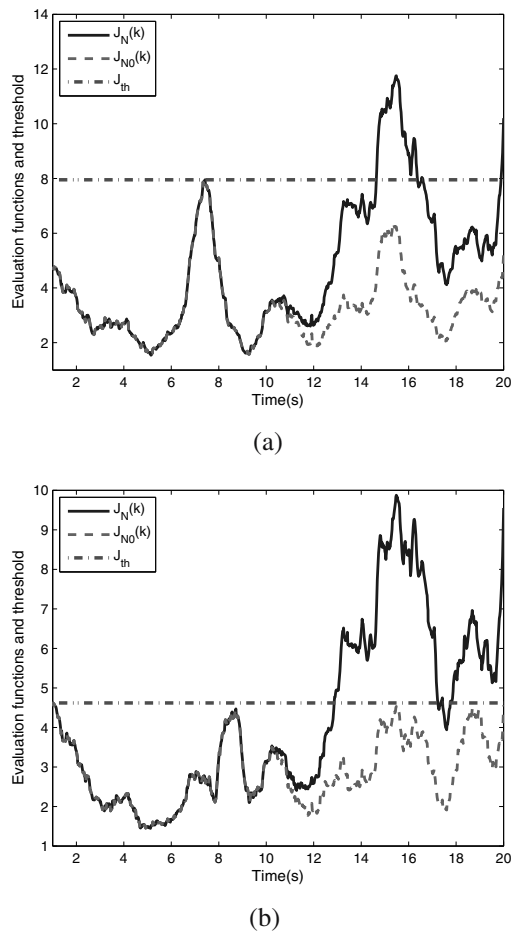 14
12
10
8
6
4
2
Evaluation functions and threshold
J_N(k)
J_N0(k)
J_th
2 4 6 8 10 12 14 16 18 20
Time(s)
(a)
10
9
8
7
6
5
4
3
2
1
Evaluation functions and threshold
J_N(k)
J_N0(k)
J_th
2 4 6 8 10 12 14 16 18 20
Time(s)
(b)